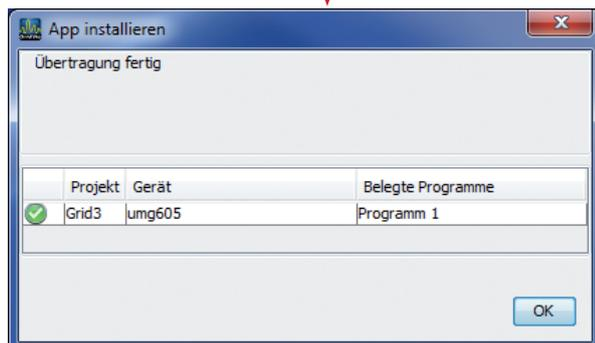 App installieren
Übertragung fertig
Projekt Gerät Belegte Programme
Grid3 umg605 Programm 1
OK